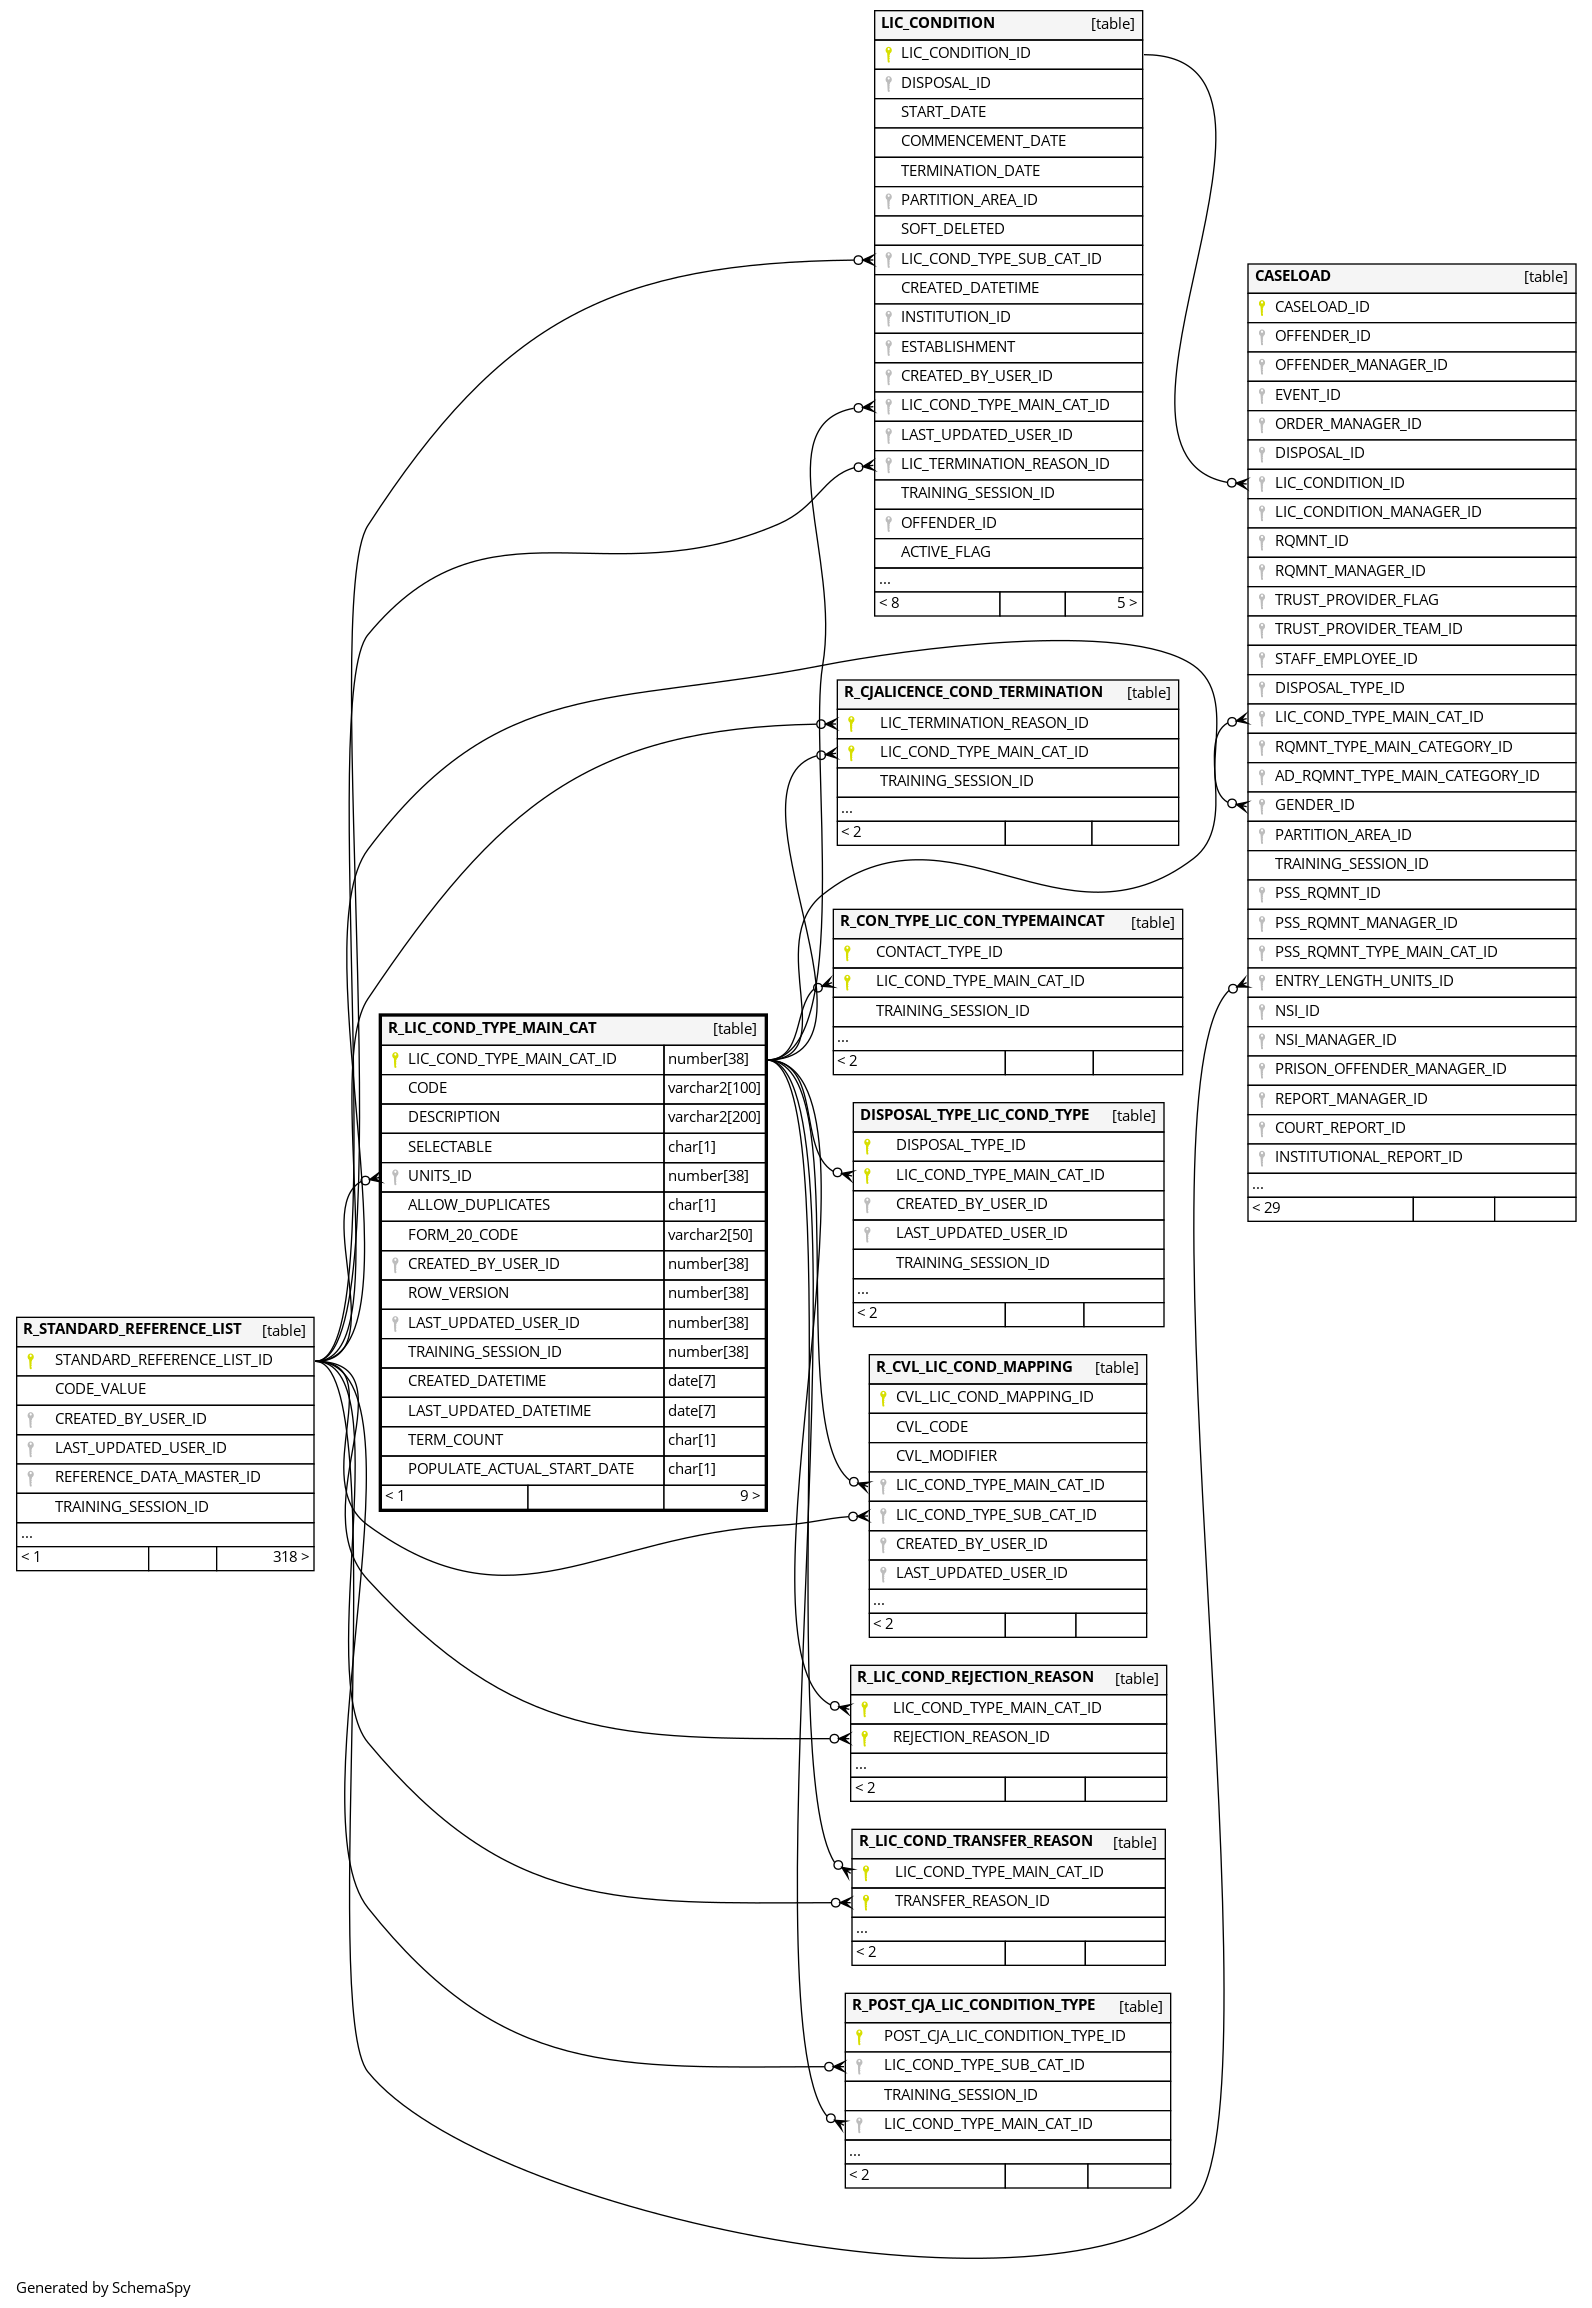 LIC_CONDITION [table]
LIC_CONDITION_ID
DISPOSAL_ID
START_DATE
COMMENCEMENT_DATE
TERMINATION_DATE
PARTITION_AREA_ID
SOFT_DELETED
LIC_COND_TYPE_SUB_CAT_ID
CREATED_DATETIME
INSTITUTION_ID
ESTABLISHMENT
CREATED_BY_USER_ID
LIC_COND_TYPE_MAIN_CAT_ID
LAST_UPDATED_USER_ID
LIC_TERMINATION_REASON_ID
TRAINING_SESSION_ID
OFFENDER_ID
ACTIVE_FLAG
...
< 8 5 >
CASELOAD [table]
CASELOAD_ID
OFFENDER_ID
OFFENDER_MANAGER_ID
EVENT_ID
ORDER_MANAGER_ID
DISPOSAL_ID
LIC_CONDITION_ID
LIC_CONDITION_MANAGER_ID
RQMNT_ID
RQMNT_MANAGER_ID
TRUST_PROVIDER_FLAG
TRUST_PROVIDER_TEAM_ID
STAFF_EMPLOYEE_ID
DISPOSAL_TYPE_ID
LIC_COND_TYPE_MAIN_CAT_ID
RQMNT_TYPE_MAIN_CATEGORY_ID
AD_RQMNT_TYPE_MAIN_CATEGORY_ID
GENDER_ID
PARTITION_AREA_ID
TRAINING_SESSION_ID
PSS_RQMNT_ID
PSS_RQMNT_MANAGER_ID
PSS_RQMNT_TYPE_MAIN_CAT_ID
ENTRY_LENGTH_UNITS_ID
NSI_ID
NSI_MANAGER_ID
PRISON_OFFENDER_MANAGER_ID
REPORT_MANAGER_ID
COURT_REPORT_ID
INSTITUTIONAL_REPORT_ID
...
< 29
R_CJALICENCE_COND_TERMINATION [table]
LIC_TERMINATION_REASON_ID
LIC_COND_TYPE_MAIN_CAT_ID
TRAINING_SESSION_ID
...
< 2
R_CON_TYPE_LIC_CON_TYPEMAINCAT [table]
CONTACT_TYPE_ID
LIC_COND_TYPE_MAIN_CAT_ID
TRAINING_SESSION_ID
...
< 2
R_LIC_COND_TYPE_MAIN_CAT [table]
LIC_COND_TYPE_MAIN_CAT_ID number[38]
CODE varchar2[100]
DESCRIPTION varchar2[200]
SELECTABLE char[1]
UNITS_ID number[38]
ALLOW_DUPLICATES char[1]
FORM_20_CODE varchar2[50]
CREATED_BY_USER_ID number[38]
ROW_VERSION number[38]
LAST_UPDATED_USER_ID number[38]
TRAINING_SESSION_ID number[38]
CREATED_DATETIME date[7]
LAST_UPDATED_DATETIME date[7]
TERM_COUNT char[1]
POPULATE_ACTUAL_START_DATE char[1]
< 1 9 >
DISPOSAL_TYPE_LIC_COND_TYPE [table]
DISPOSAL_TYPE_ID
LIC_COND_TYPE_MAIN_CAT_ID
CREATED_BY_USER_ID
LAST_UPDATED_USER_ID
TRAINING_SESSION_ID
...
< 2
R_STANDARD_REFERENCE_LIST [table]
STANDARD_REFERENCE_LIST_ID
CODE_VALUE
CREATED_BY_USER_ID
LAST_UPDATED_USER_ID
REFERENCE_DATA_MASTER_ID
TRAINING_SESSION_ID
...
< 1 318 >
R_CVL_LIC_COND_MAPPING [table]
CVL_LIC_COND_MAPPING_ID
CVL_CODE
CVL_MODIFIER
LIC_COND_TYPE_MAIN_CAT_ID
LIC_COND_TYPE_SUB_CAT_ID
CREATED_BY_USER_ID
LAST_UPDATED_USER_ID
...
< 2
R_LIC_COND_REJECTION_REASON [table]
LIC_COND_TYPE_MAIN_CAT_ID
REJECTION_REASON_ID
...
< 2
R_LIC_COND_TRANSFER_REASON [table]
LIC_COND_TYPE_MAIN_CAT_ID
TRANSFER_REASON_ID
...
< 2
R_POST_CJA_LIC_CONDITION_TYPE [table]
POST_CJA_LIC_CONDITION_TYPE_ID
LIC_COND_TYPE_SUB_CAT_ID
TRAINING_SESSION_ID
LIC_COND_TYPE_MAIN_CAT_ID
...
< 2
Generated by SchemaSpy